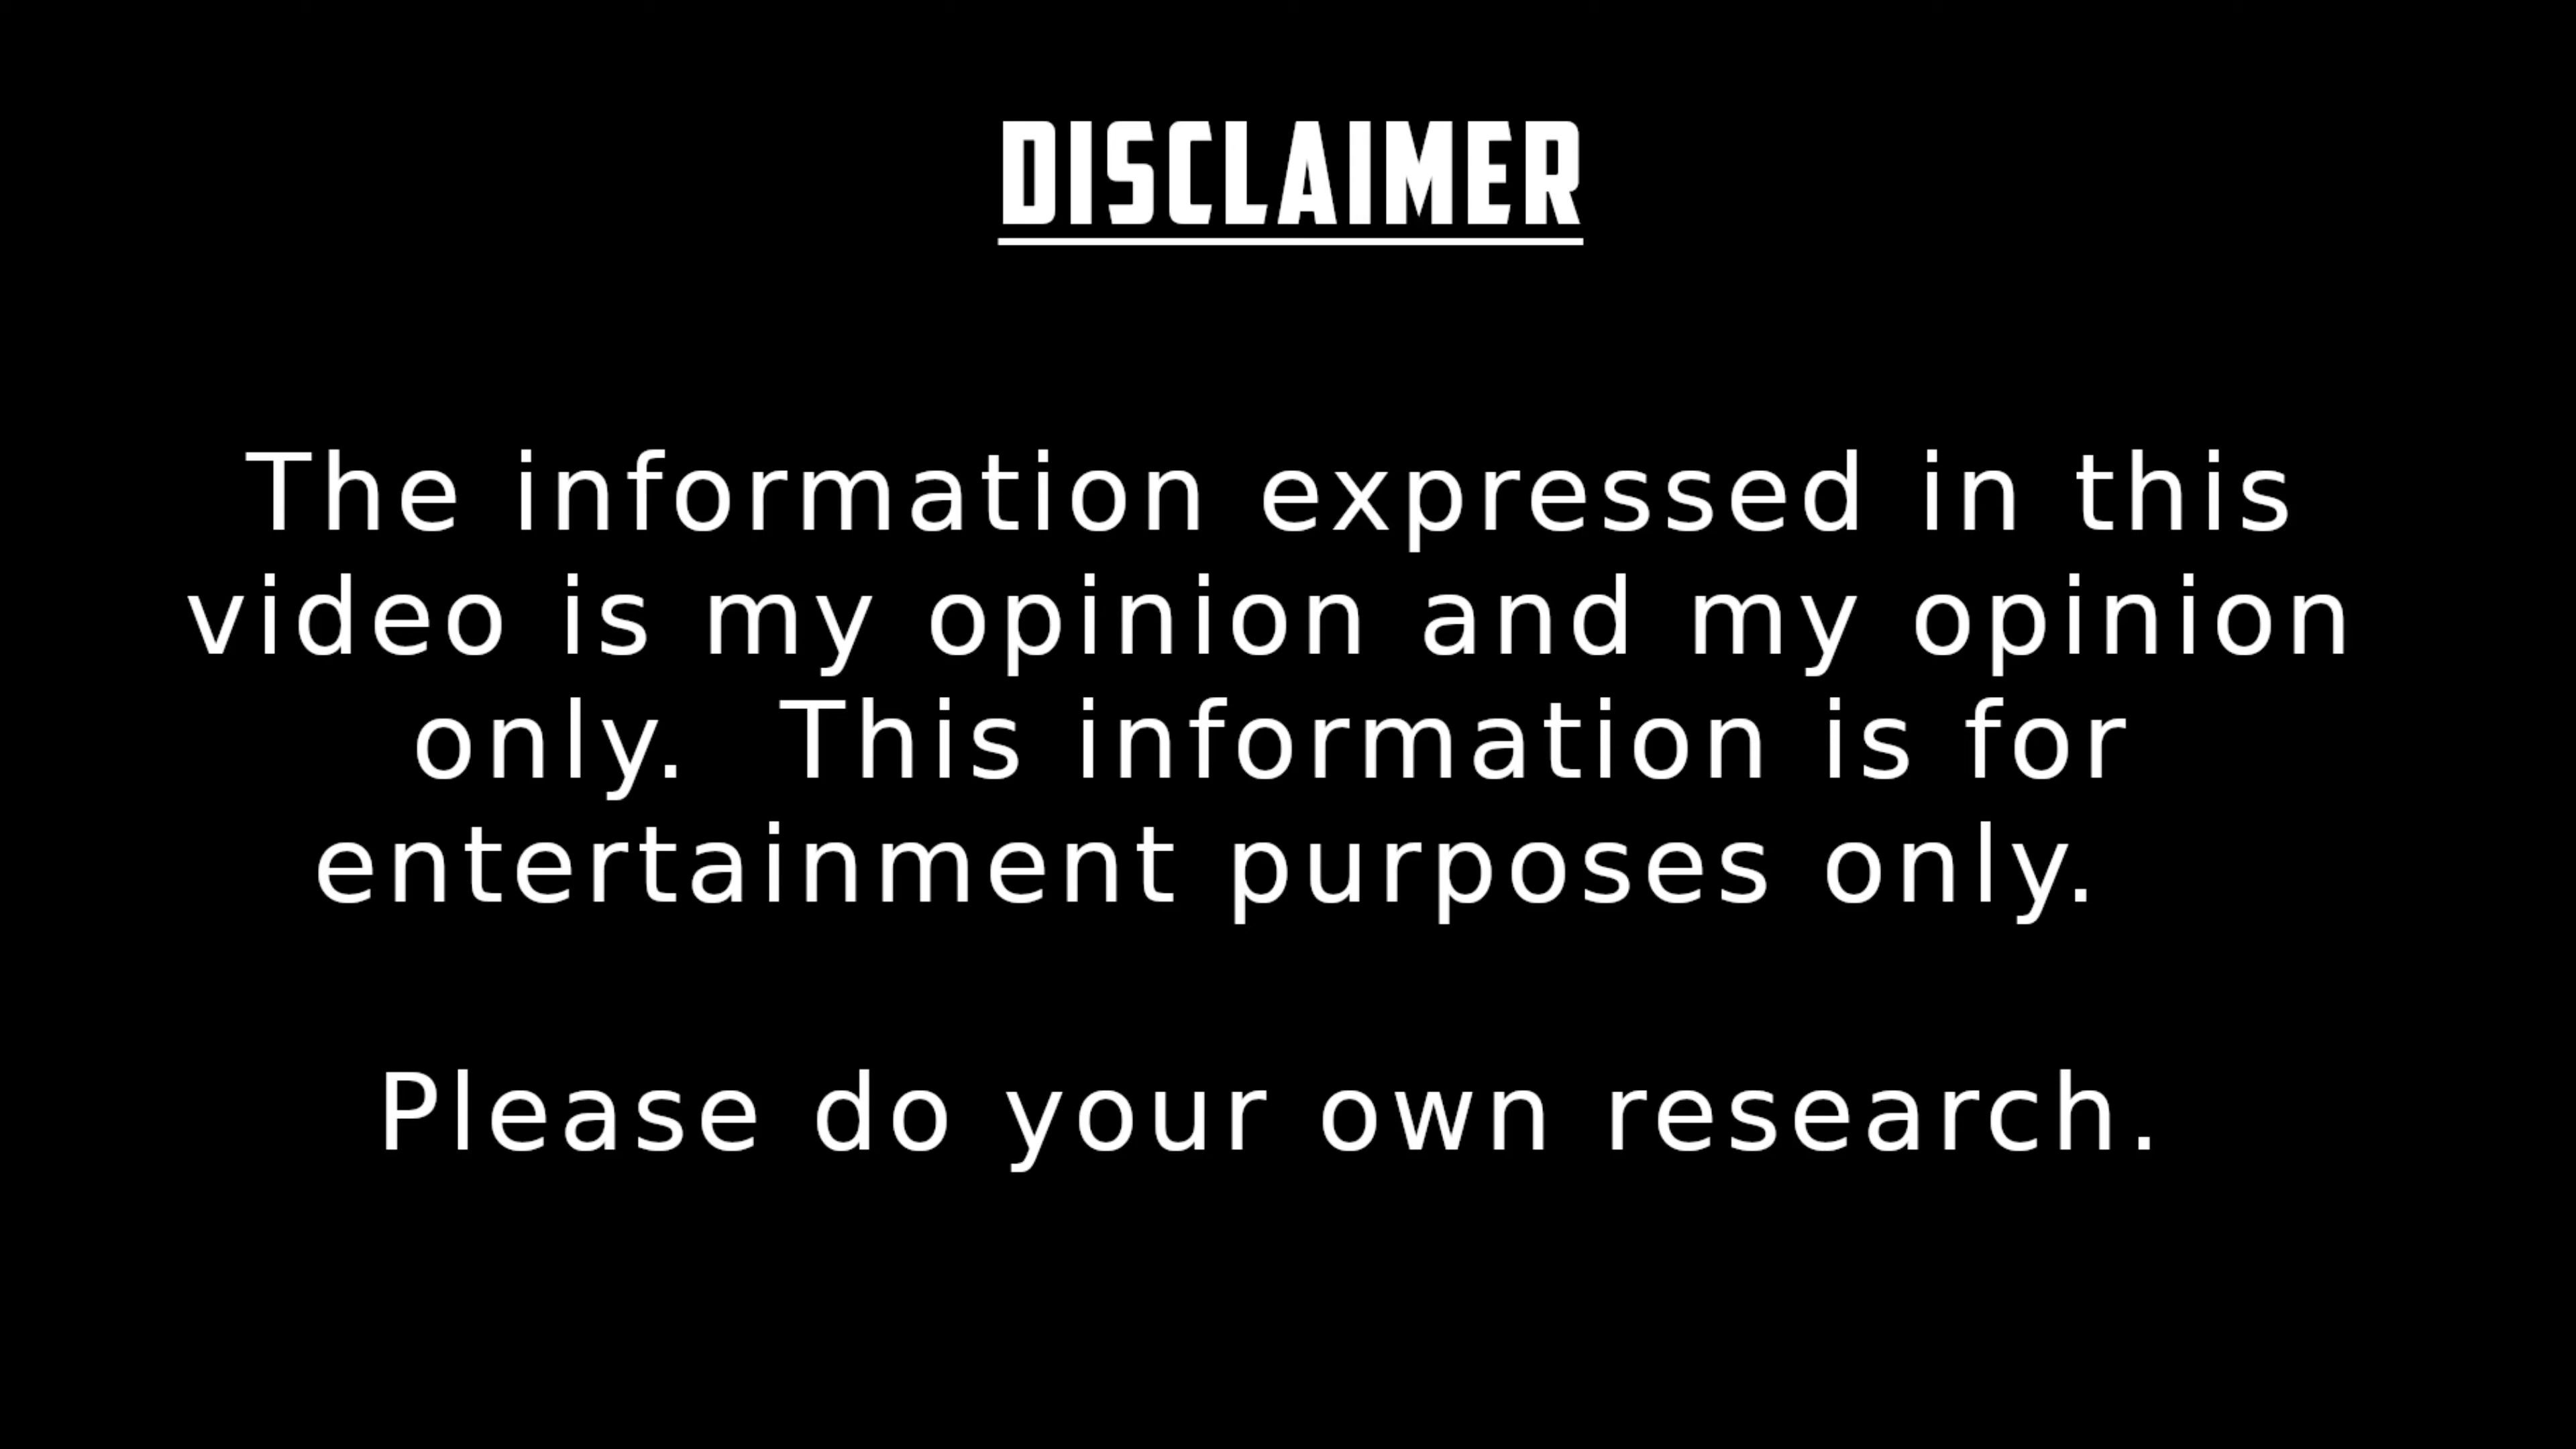 DISCLAIMER
The information expressed in this
video is my opinion and my opinion
only.  This information is for
entertainment purposes only.
Please do your own research.